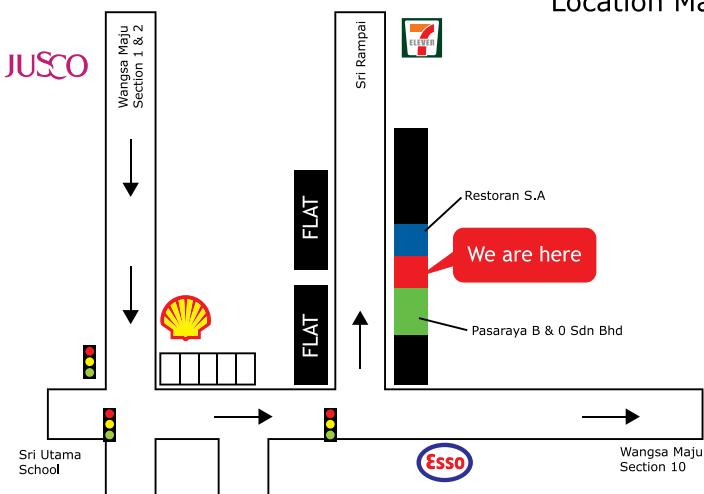 Location Ma
JUSCO
Wangsa Maju
Section 1 & 2
Sri Rampai
7
ELEVEN
Restoran S.A
FLAT
We are here
FLAT
Pasaraya B & 0 Sdn Bhd
Sri Utama
School
Esso
Wangsa Maju
Section 10